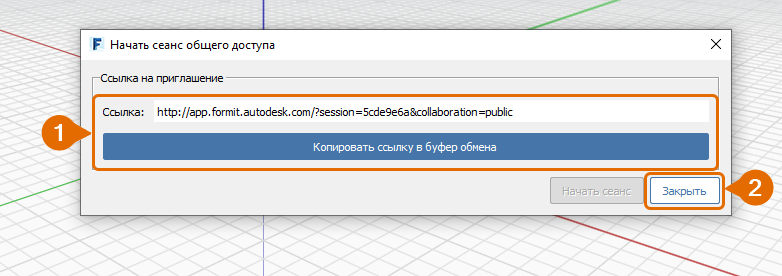 F Начать сеанс общего доступа
Ссылка на приглашение
Ссылка: http://app.formit.autodesk.com/?session=5cde9e6a&collaboration=public
1
Копировать ссылку в буфер обмена
Начать сеанс Закрыть 2